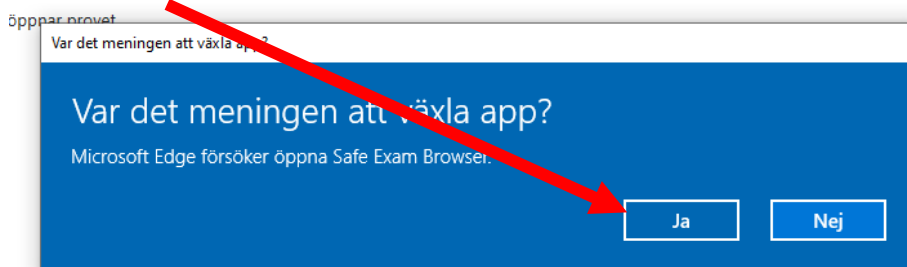 öppnar provet
Var det meningen att växla app?
Var det meningen att växla app?
Microsoft Edge försöker öppna Safe Exam Browser.
Ja
Nej